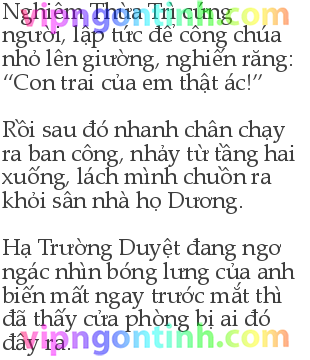 vipngontinh.com
Nghiêm Thừa Trì cứng
người, lập tức để công chúa
nhỏ lên giường, nghiến răng:
“Con trai của em thật ác!”
Rồi sau đó nhanh chân chạy
ra ban công, nhảy từ tầng hai
xuống, lách mình chuồn ra
khỏi sân nhà họ Dương.
Hạ Trường Duyệt đang ngơ
ngác nhìn bóng lưng của anh
biến mất ngay trước mắt thì
đã thấy cửa phòng bị ai đó
đẩy ra.
vipngontinh.com